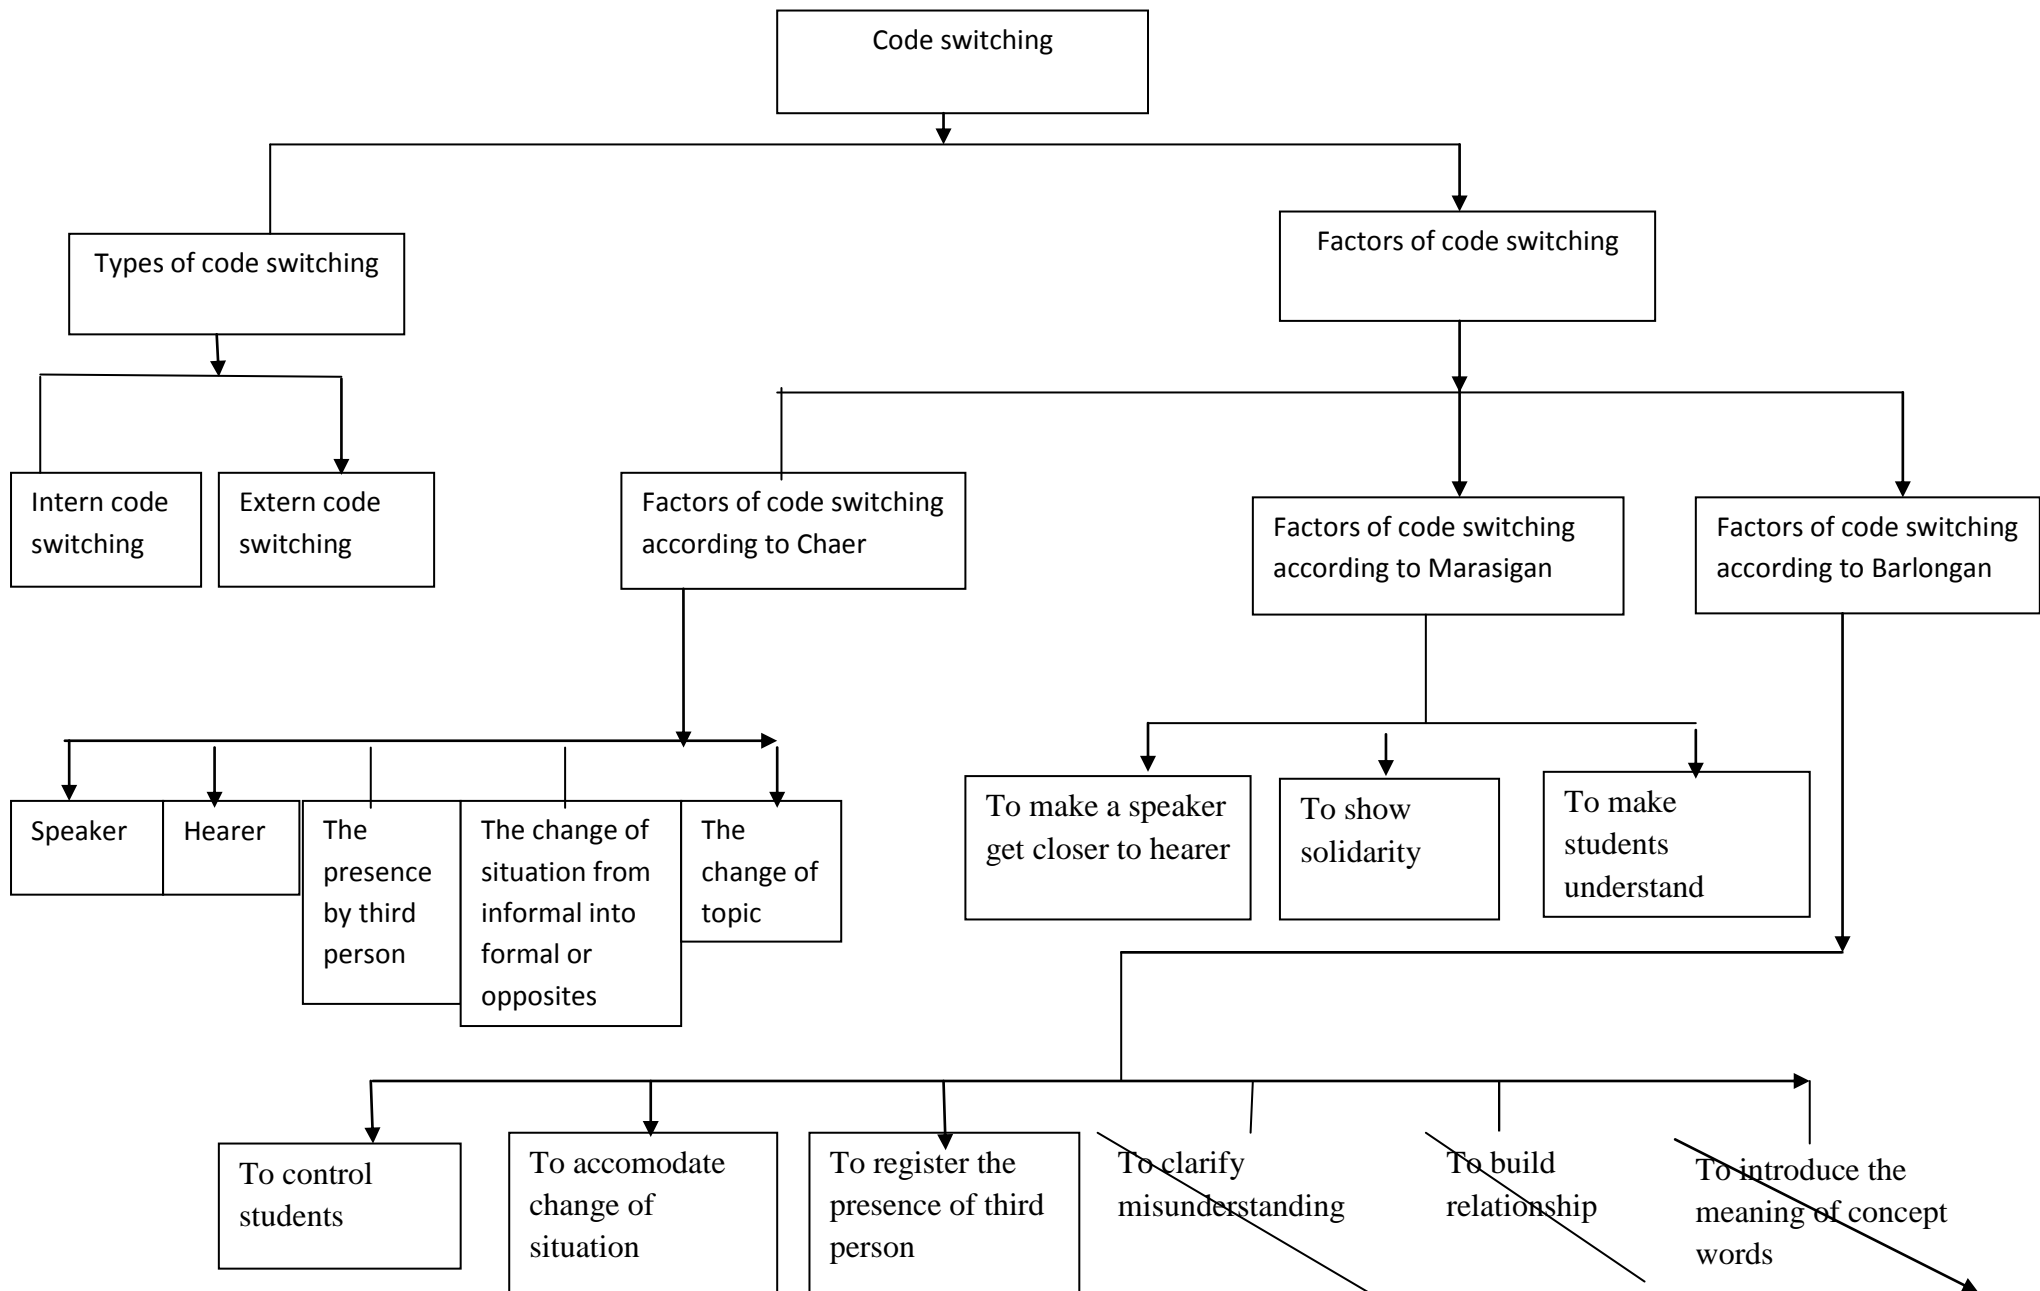 Code switching
Types of code switching
Factors of code switching
Intern code
switching
Extern code
switching
Factors of code switching
according to Chaer
Factors of code switching
according to Marasigan
Factors of code switching
according to Barlongan
Speaker
Hearer
The
presence
by third
person
The change of
situation from
informal into
formal or
opposites
The
change of
topic
To make a speaker
get closer to hearer
To show
solidarity
To make
students
understand
To control
students
To accomodate
change of
situation
To register the
presence of third
person
To clarify
misunderstanding
To build
relationship
To introduce the
meaning of concept
words